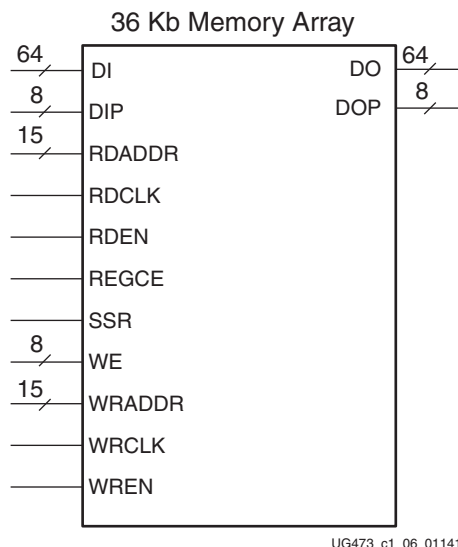 36 Kb Memory Array
64
DI
DO
64
8
DIP
DOP
8
15
RDADDR
RDCLK
RDEN
REGCE
SSR
8
WE
15
WRADDR
WRCLK
WREN
UG473_c1_06_01141